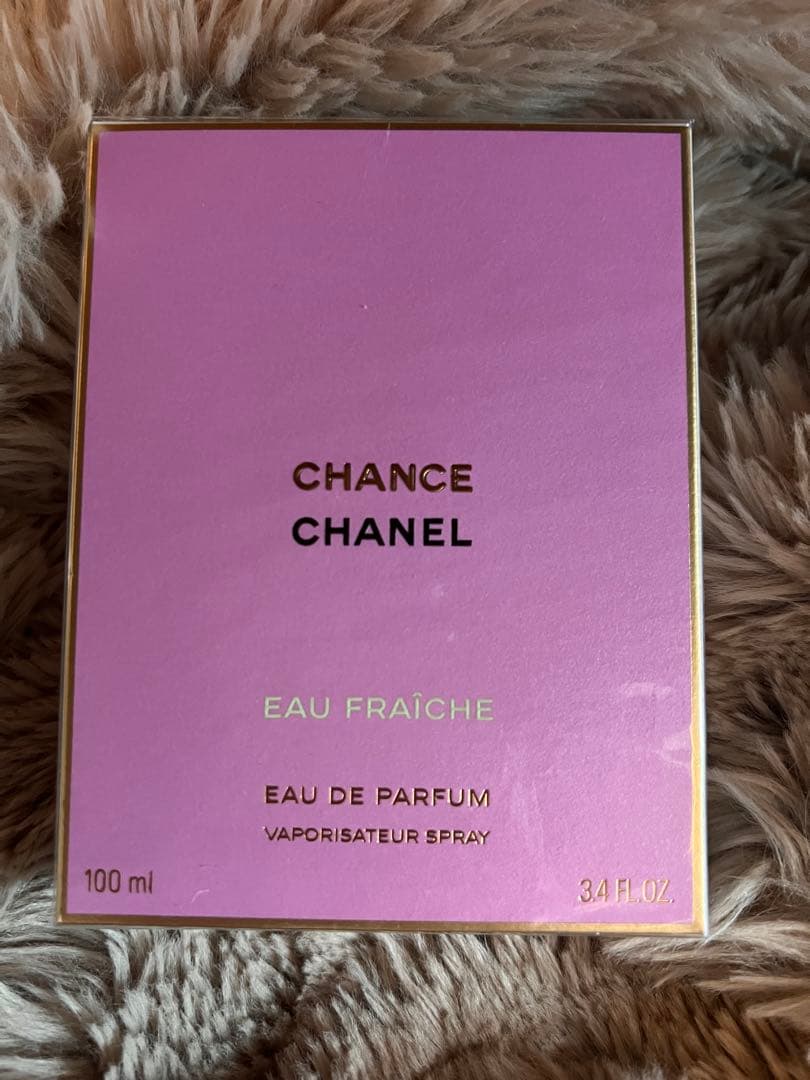 CHANCE
CHANEL
EAU FRAÎCHE
EAU DE PARFUM
VAPORISATEUR SPRAY
100 ml
3.4 FL.OZ.